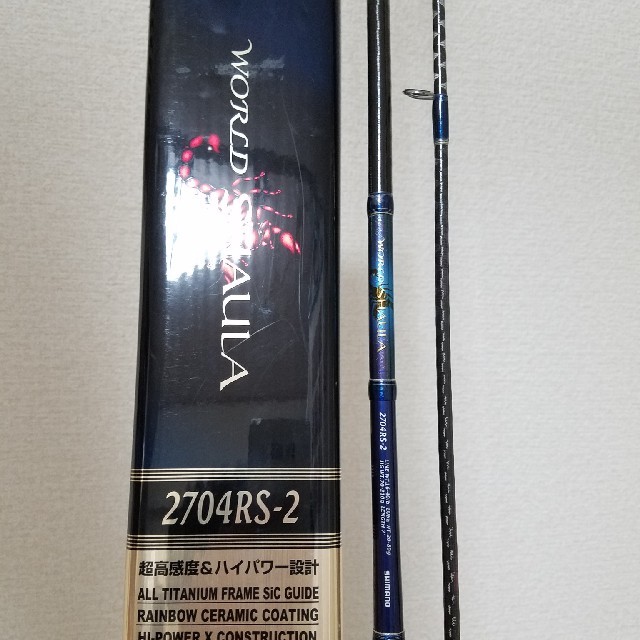 WORLD SHAULA
2704RS-2
超高感度&ハイパワー設計
ALL TITANIUM FRAME SiC GUIDE
RAINBOW CERAMIC COATING
HI-POWER X CONSTRUCTION
WORLD SHAULA
2704RS-2
SHIMANO